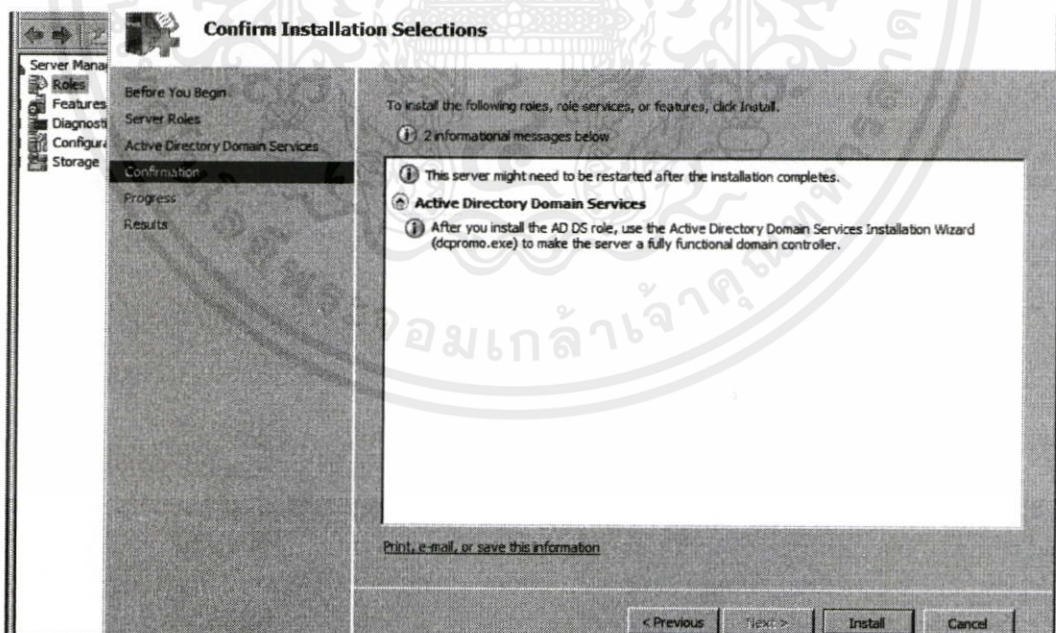 Confirm Installation Selections
Server Mana
Roles
Features
Diagnosti
Configura
Storage
Before You Begin
Server Roles
Active Directory Domain Services
Confirmation
Progress
Results
To install the following roles, role services, or features, click Install.
2 informational messages below
This server might need to be restarted after the installation completes.
Active Directory Domain Services
After you install the AD DS role, use the Active Directory Domain Services Installation Wizard
(dcpromo.exe) to make the server a fully functional domain controller.
Print, e-mail, or save this information
< Previous
Next >
Install
Cancel